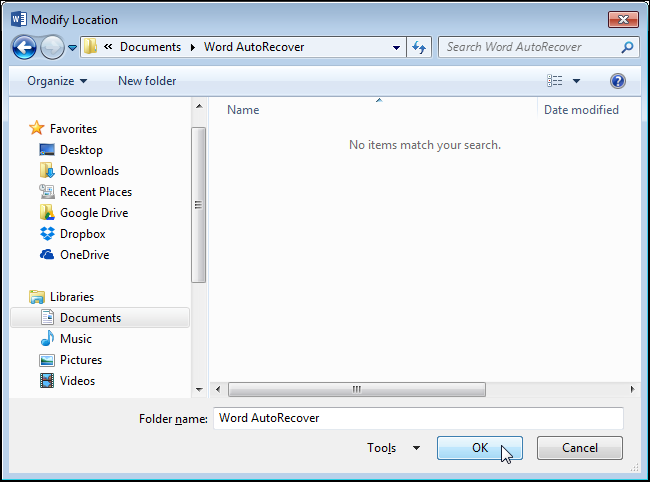 Modify Location
« Documents Word AutoRecover Search Word AutoRecover
Organize New folder
Name Date modified
No items match your search.
Favorites
Desktop
Downloads
Recent Places
Google Drive
Dropbox
OneDrive
Libraries
Documents
Music
Pictures
Videos
Folder name: Word AutoRecover
Tools OK Cancel